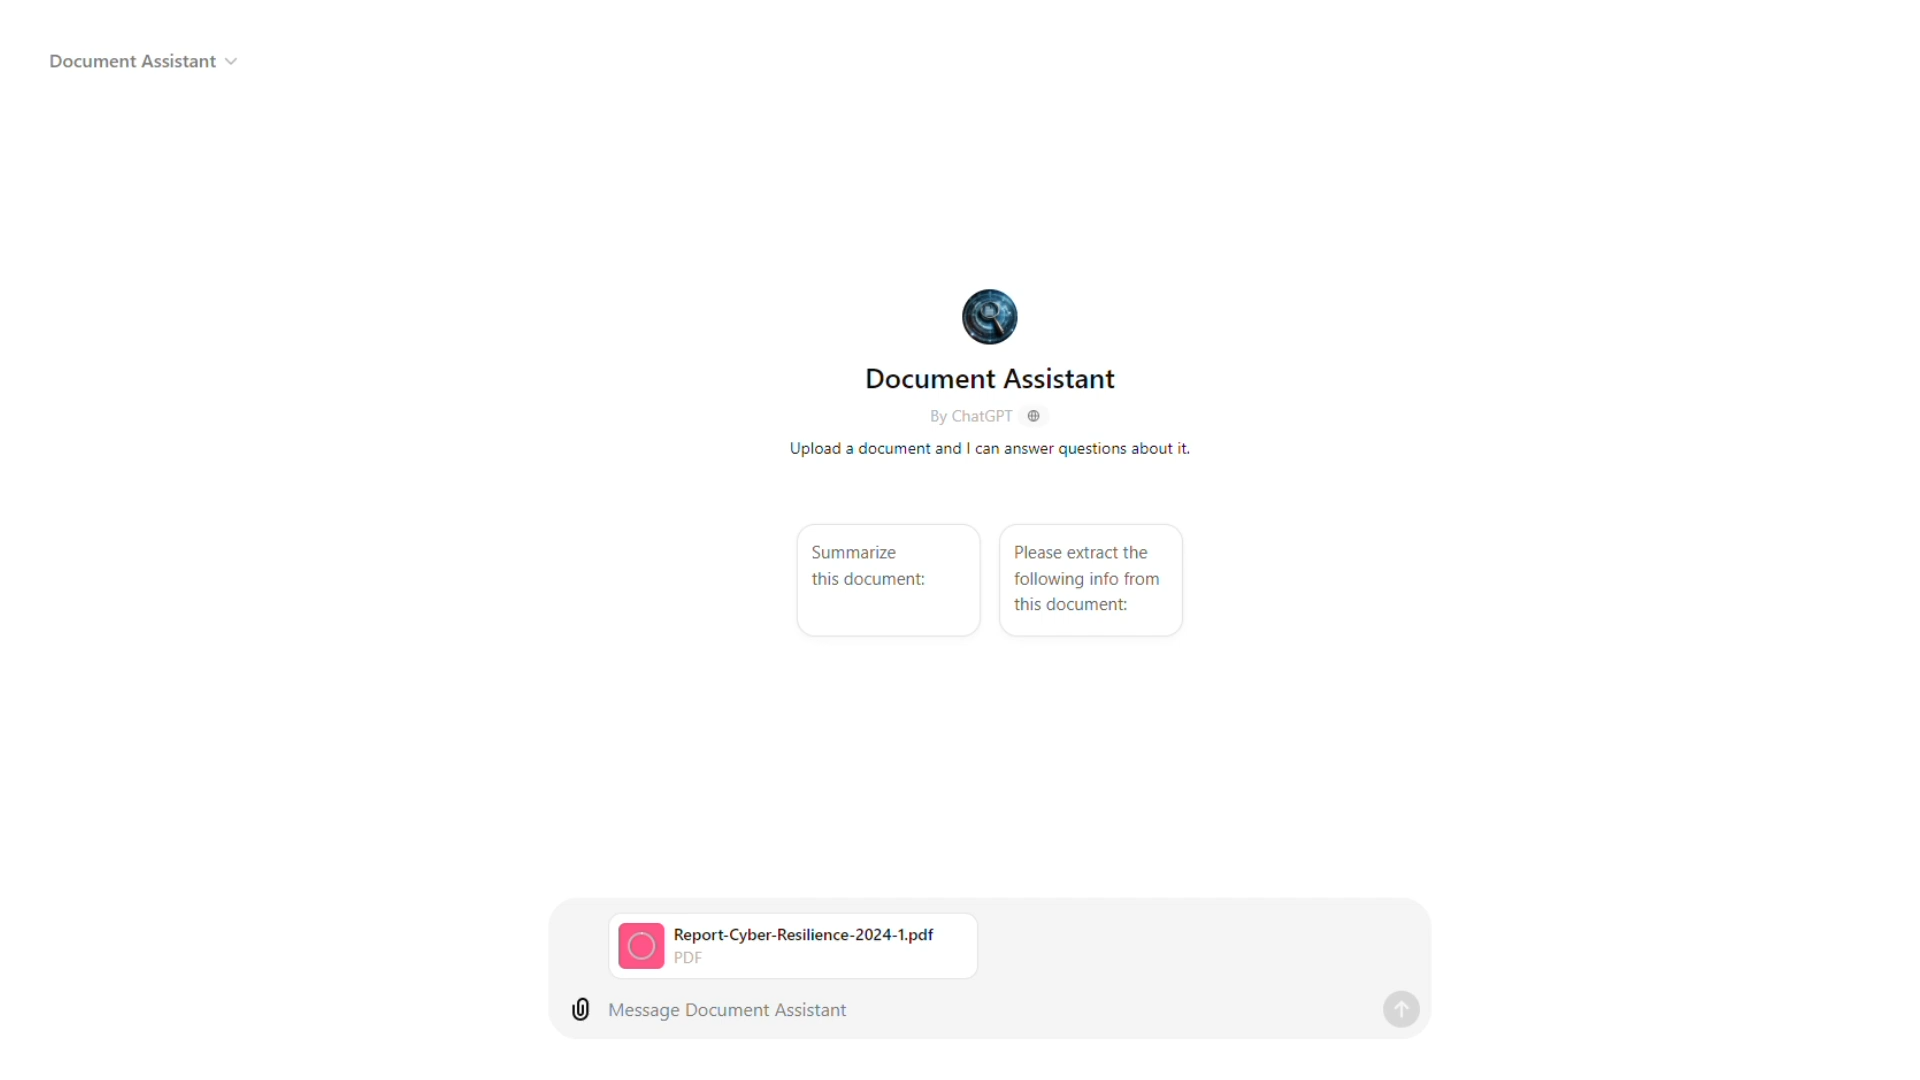 Document Assistant
Document Assistant
By ChatGPT
Upload a document and I can answer questions about it.
Summarize
this document:
Please extract the
following info from
this document:
Report-Cyber-Resilience-2024-1.pdf
PDF
Message Document Assistant